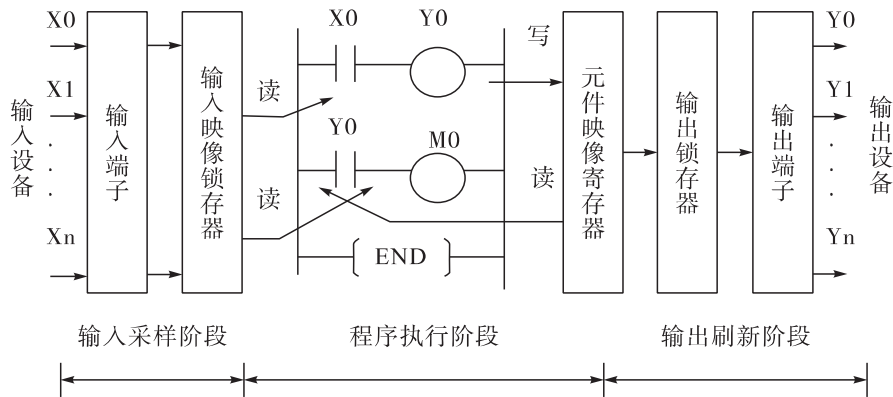 X0
X1
Xn
输入设备
输入端子
输入映像锁存器
读
读
X0
Y0
Y0
M0
END
写
读
元件映像寄存器
输出锁存器
输出端子
Y0
Y1
Yn
输出设备
输入采样阶段
程序执行阶段
输出刷新阶段